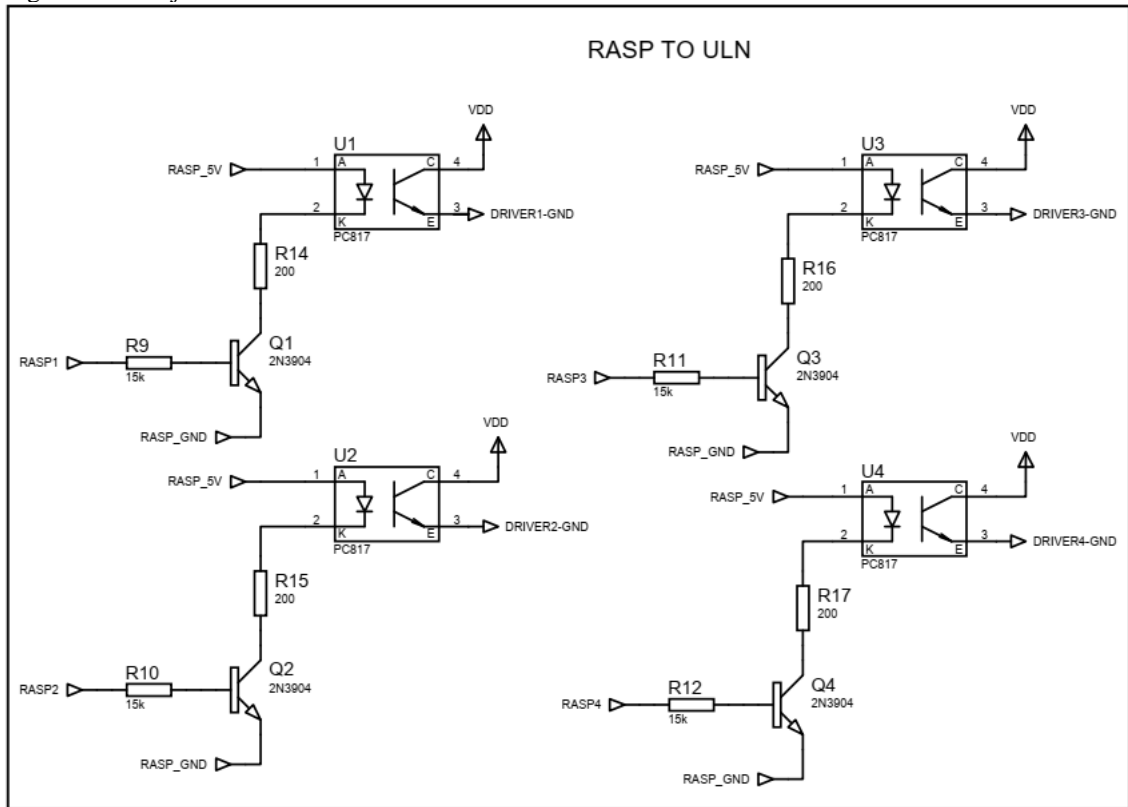 RASP TO ULN
VDD
U1
RASP_5V
1
A
C
4
2
K
E
3
DRIVER1-GND
PC817
R14
200
RASP1
R9
15k
Q1
2N3904
RASP_GND
VDD
U2
RASP_5V
1
A
C
4
2
K
E
3
DRIVER2-GND
PC817
R15
200
RASP2
R10
15k
Q2
2N3904
RASP_GND
VDD
U3
RASP_5V
1
A
C
4
2
K
E
3
DRIVER3-GND
PC817
R16
200
RASP3
R11
15k
Q3
2N3904
RASP_GND
VDD
U4
RASP_5V
1
A
C
4
2
K
E
3
DRIVER4-GND
PC817
R17
200
RASP4
R12
15k
Q4
2N3904
RASP_GND